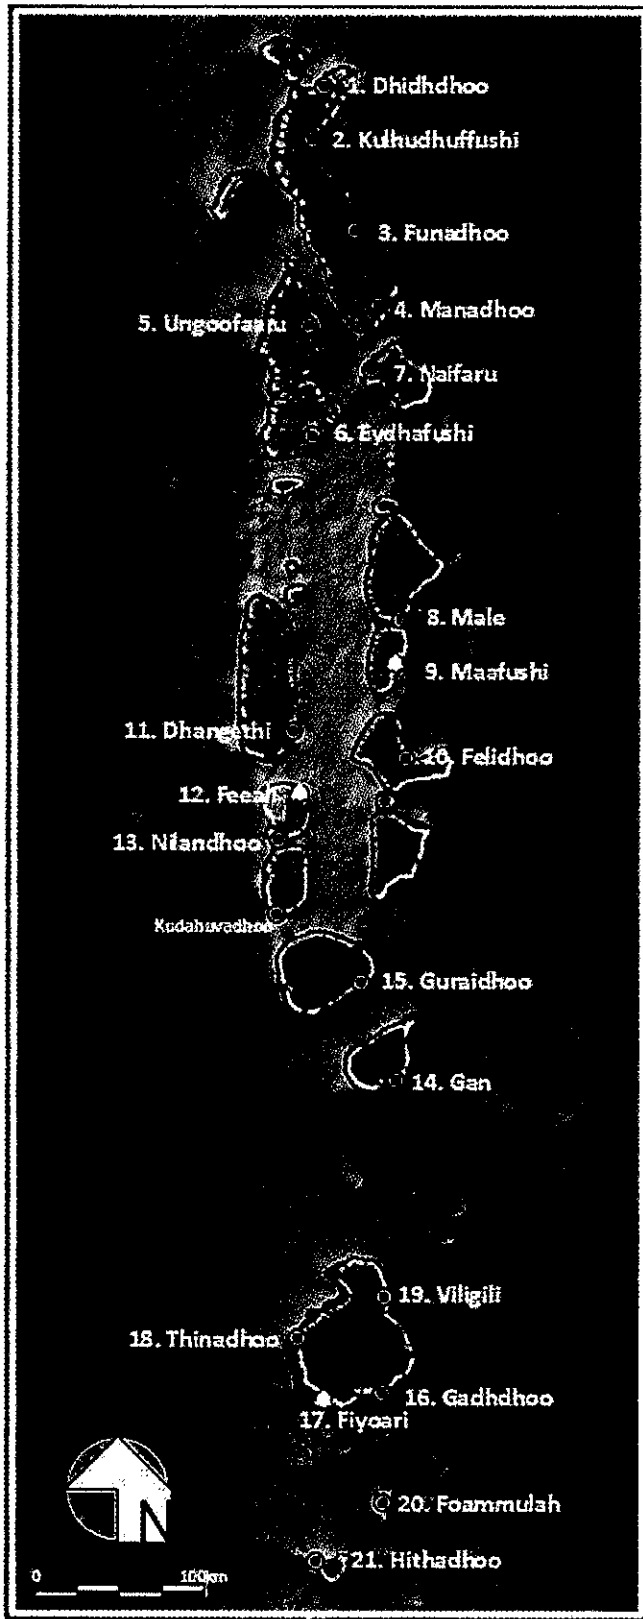 1. Dhidhdhoo
2. Kulhudhuffushi
3. Funadhoo
4. Manadhoo
5. Ungoofaaru
7. Naifaru
6. Eydhafushi
8. Male
9. Maafushi
11. Dhangethi
10. Felidhoo
12. Feeah
13. Nilandhoo
Kudahuvadhoo
15. Guraidhoo
14. Gan
19. Viligili
18. Thinadhoo
16. Gadhdhoo
17. Fiyoari
N
20. Foammulah
21. Hithadhoo
0 100km